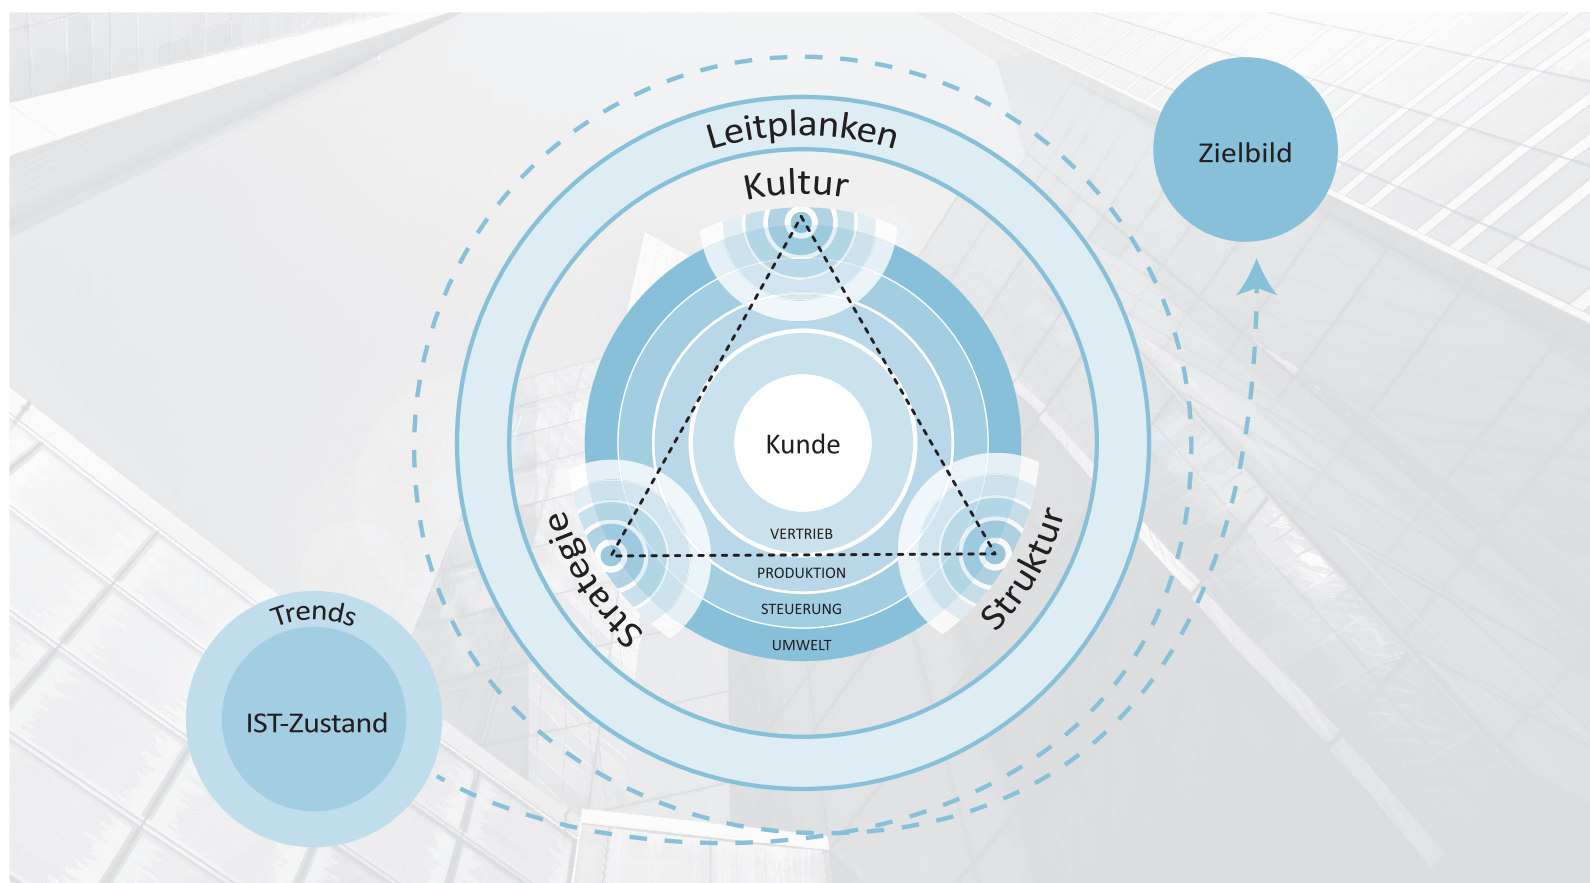 Leitplanken
Kultur
Zielbild
Kunde
VERTRIEB
PRODUKTION
STEUERUNG
UMWELT
Strategie
Struktur
Trends
IST-Zustand